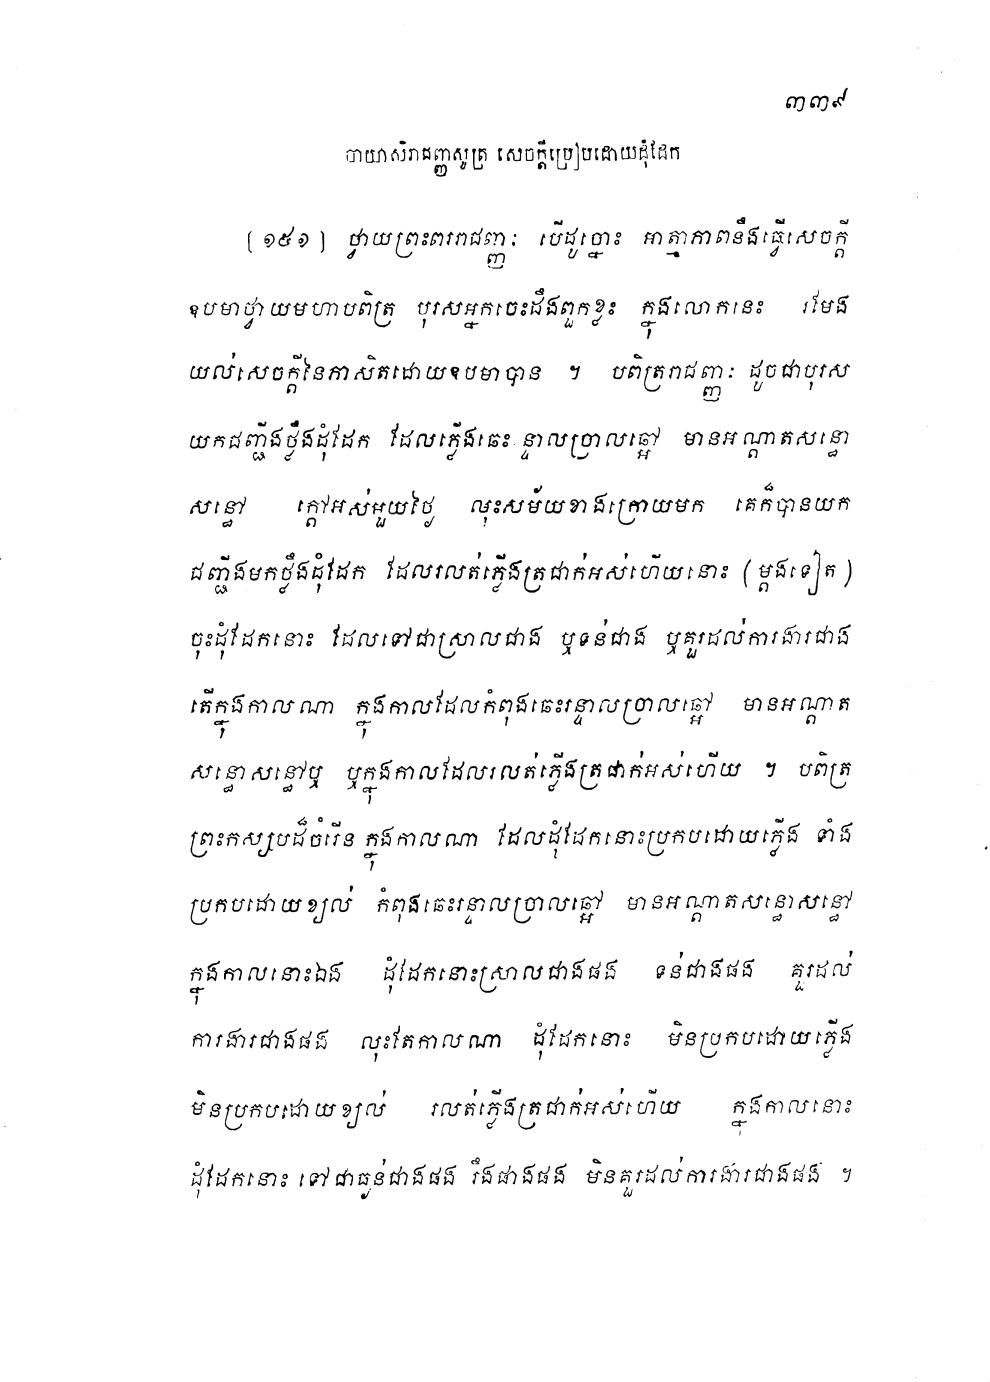 ៣៣៩
បាយាសិរាជញ្ញសូត្រ សេចក្តីប្រៀបដោយដុំដែក
(១៥១) ថ្វាយព្រះពររាជញ្ញៈ បើដូច្នោះ អាត្មាភាពនឹងធ្វើសេចក្តី
ឧបមាថ្វាយមហាបពិត្រ បុរសអ្នកចេះដឹងពួកខ្លះ ក្នុងលោកនេះ រមែង
យល់សេចក្តីនៃភាសិតដោយឧបមាបាន ។ បពិត្ររាជញ្ញៈ ដូចជាបុរស
យកជញ្ជីងថ្លឹងដុំដែក ដែលភ្លើងឆេះ ន្ទាលច្រាលឆ្អៅ មានអណ្តាតសន្ធោ
សន្ធៅ ក្តៅអស់មួយថ្ងៃ លុះសម័យខាងក្រោយមក គេក៏បានយក
ជញ្ជីងមកថ្លឹងដុំដែក ដែលរលត់ភ្លើងត្រជាក់អស់ហើយនោះ (ម្តងទៀត)
ចុះដុំដែកនោះ ដែលទៅជាស្រាលជាង ឬទន់ជាង ឬគួរដល់ការងារជាង
តើក្នុងកាលណា ក្នុងកាលដែលកំពុងឆេះរន្ទាលច្រាលឆ្អៅ មានអណ្តាត
សន្ធោសន្ធៅឬ ឬក្នុងកាលដែលរលត់ភ្លើងត្រជាក់អស់ហើយ ។ បពិត្រ
ព្រះកស្សបដ៏ចំរើន ក្នុងកាលណា ដែលដុំដែកនោះប្រកបដោយភ្លើង ទាំង
ប្រកបដោយខ្យល់ កំពុងឆេះរន្ទាលច្រាលឆ្អៅ មានអណ្តាតសន្ធោសន្ធៅ
ក្នុងកាលនោះឯង ដុំដែកនោះស្រាលជាងផង ទន់ជាងផង គួរដល់
ការងារជាងផង លុះតែកាលណា ដុំដែកនោះ មិនប្រកបដោយភ្លើង
មិនប្រកបដោយខ្យល់ រលត់ភ្លើងត្រជាក់អស់ហើយ ក្នុងកាលនោះ
ដុំដែកនោះ ទៅជាធ្ងន់ជាងផង រឹងជាងផង មិនគួរដល់ការងារជាងផង ។